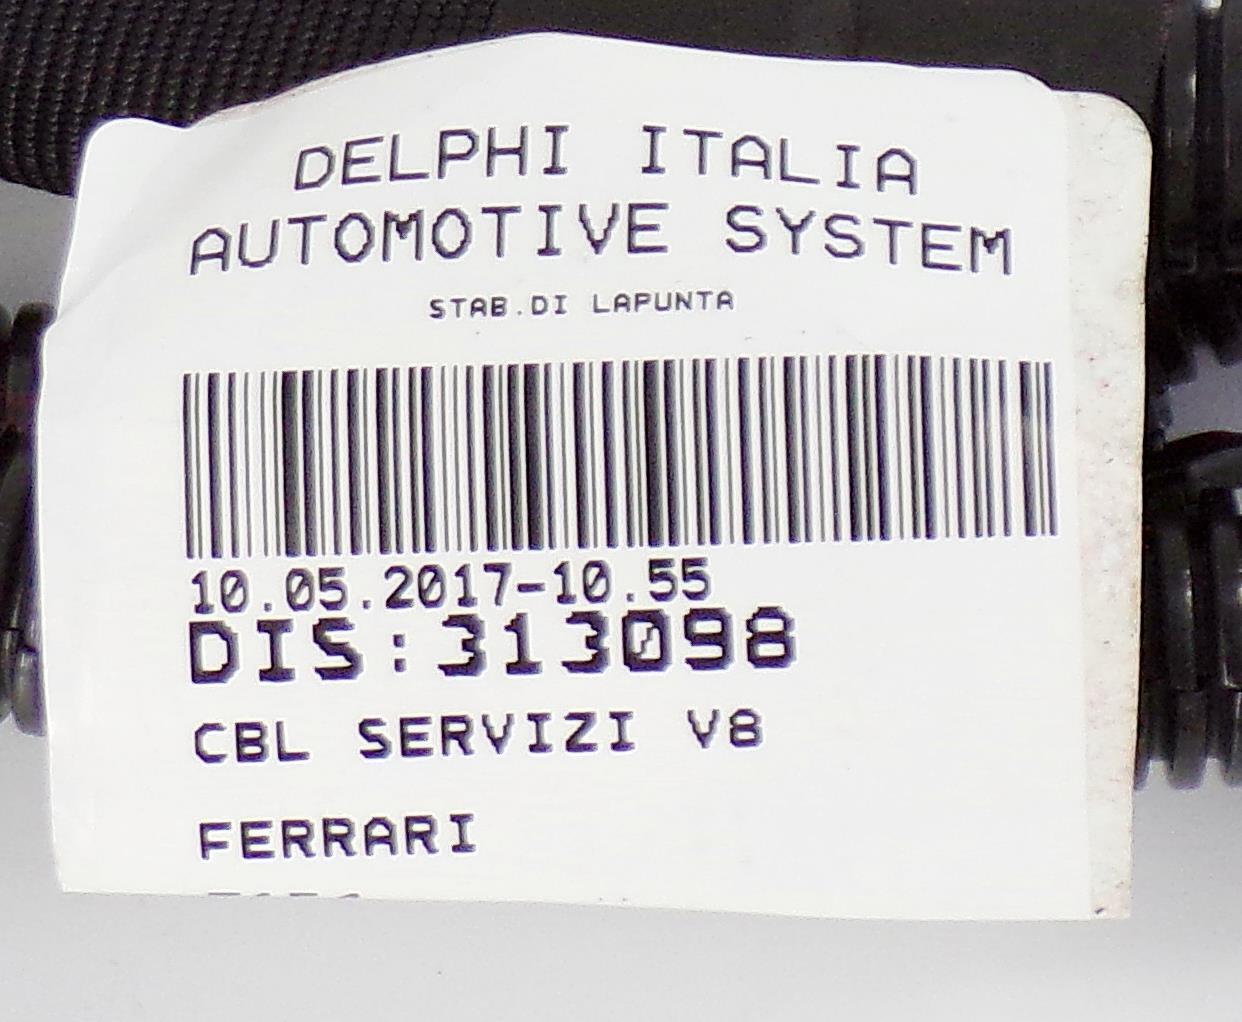 DELPHI ITALIA
AUTOMOTIVE SYSTEM
STAB.DI LAPUNTA
10.05.2017-10.55
DIS:313098
CBL SERVIZI V8
FERRARI